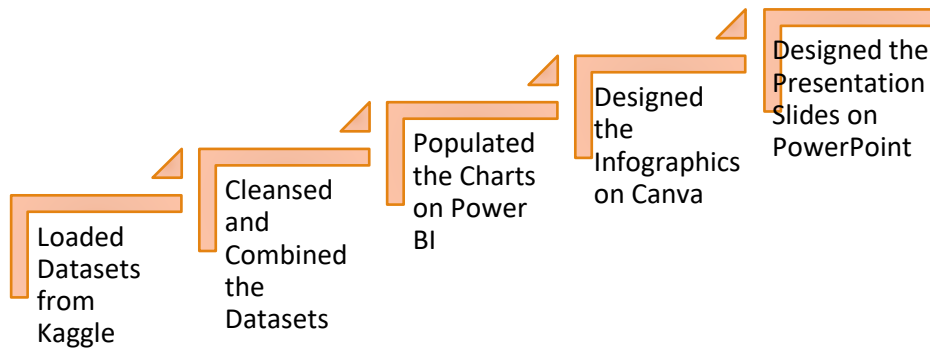 Loaded
Datasets
from
Kaggle
Cleansed
and
Combined
the
Datasets
Populated
the Charts
on Power
BI
Designed
the
Infographics
on Canva
Designed the
Presentation
Slides on
PowerPoint